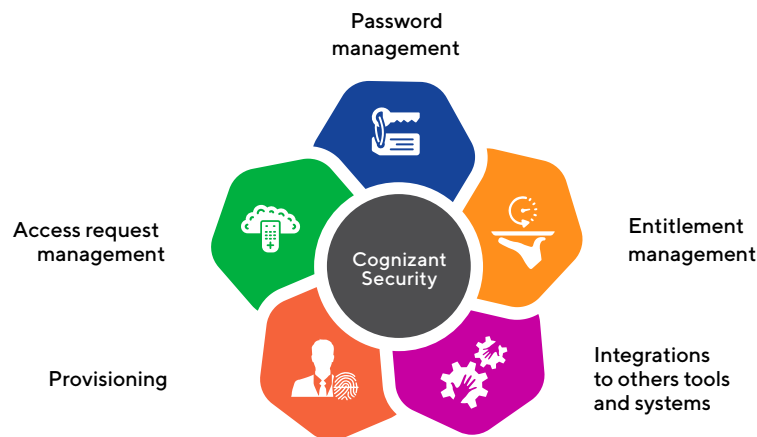 Password
management
Access request
management
Cognizant
Security
Entitlement
management
Provisioning
Integrations
to others tools
and systems